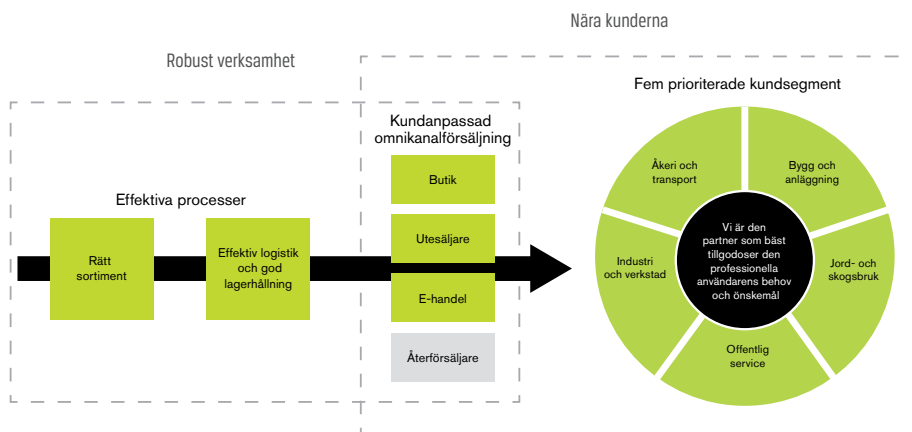 Nära kunderna
Robust verksamhet
Fem prioriterade kundsegment
Kundanpassad
omnikanalförsäljning
Butik
Utesäljare
E-handel
Återförsäljare
Effektiva processer
Rätt
sortiment
Effektiv logistik
och god
lagerhållning
Åkeri och
transport
Bygg och
anläggning
Industri
och verkstad
Vi är den
partner som bäst
tillgodoser den
professionella
användarens behov
och önskemål
Jord- och
skogsbruk
Offentlig
service